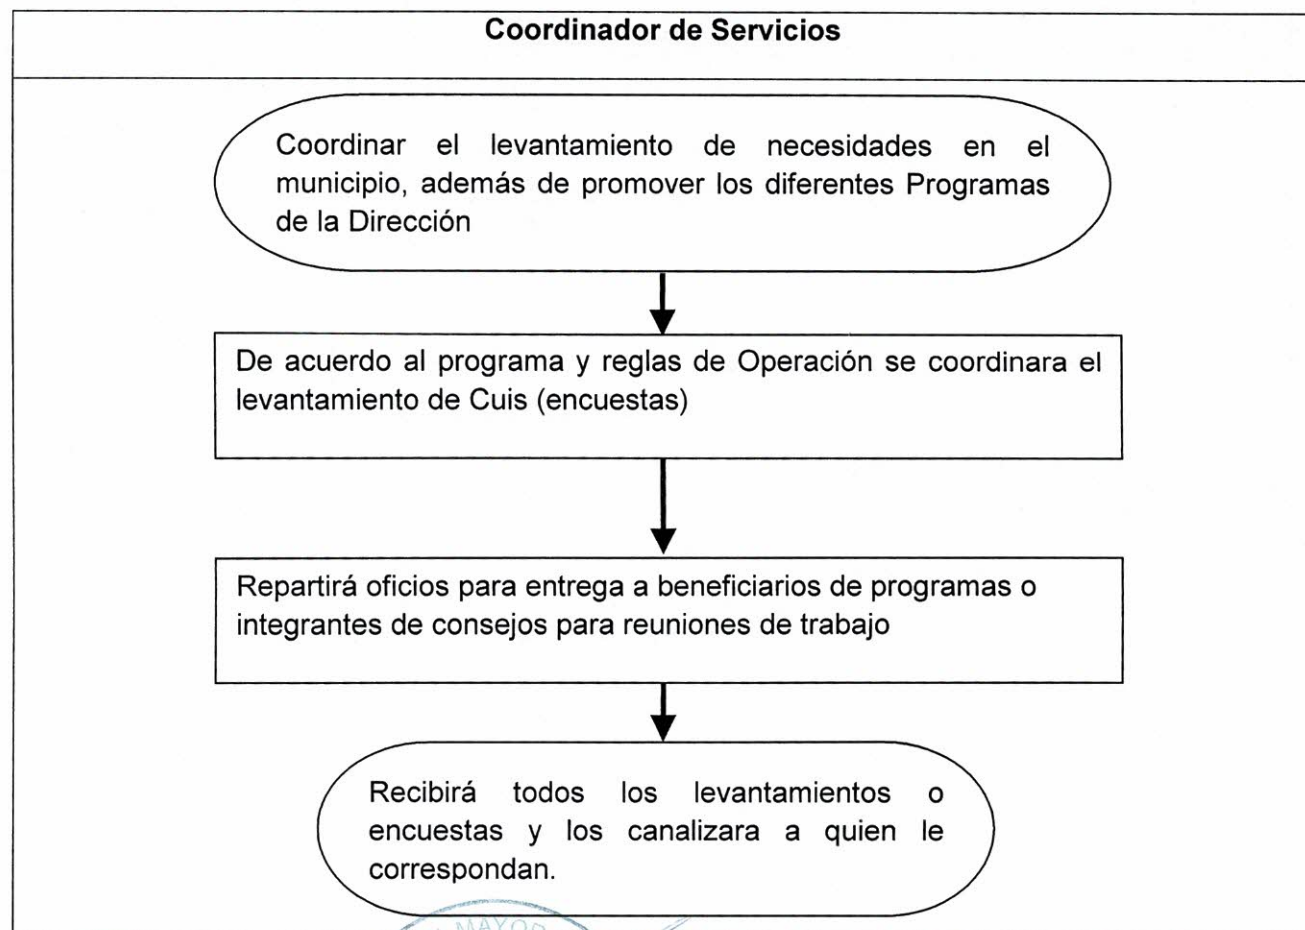 Coordinador de Servicios
Coordinar el levantamiento de necesidades en el
municipio, además de promover los diferentes Programas
de la Dirección
De acuerdo al programa y reglas de Operación se coordinara el
levantamiento de Cuis (encuestas)
Repartirá oficios para entrega a beneficiarios de programas o
integrantes de consejos para reuniones de trabajo
Recibirá todos los levantamientos o
encuestas y los canalizara a quien le
correspondan.
MAYOR